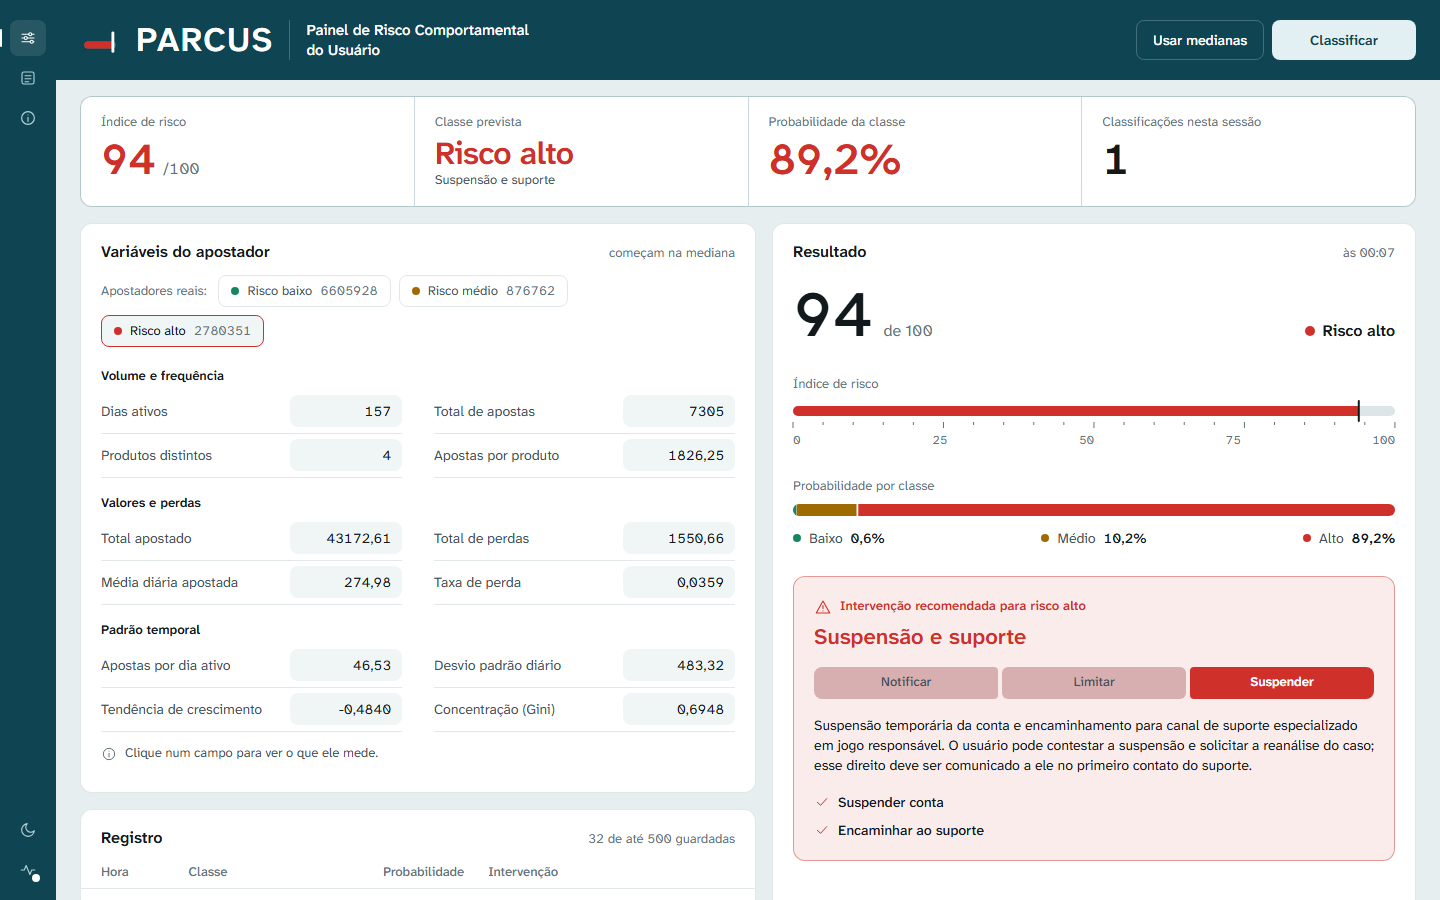 PARCUS
Painel de Risco Comportamental
do Usuário
Usar medianas
Classificar
Índice de risco
94 /100
Classe prevista
Risco alto
Suspensão e suporte
Probabilidade da classe
89,2%
Classificações nesta sessão
1
Variáveis do apostador
começam na mediana
Apostadores reais:
Risco baixo 6605928
Risco médio 876762
Risco alto 2780351
Volume e frequência
Dias ativos 157
Total de apostas 7305
Produtos distintos 4
Apostas por produto 1826,25
Valores e perdas
Total apostado 43172,61
Total de perdas 1550,66
Média diária apostada 274,98
Taxa de perda 0,0359
Padrão temporal
Apostas por dia ativo 46,53
Desvio padrão diário 483,32
Tendência de crescimento -0,4840
Concentração (Gini) 0,6948
Clique num campo para ver o que ele mede.
Registro
32 de até 500 guardadas
Hora Classe Probabilidade Intervenção
Resultado
às 00:07
94 de 100
Risco alto
Índice de risco
0 25 50 75 100
Probabilidade por classe
Baixo 0,6%
Médio 10,2%
Alto 89,2%
Intervenção recomendada para risco alto
Suspensão e suporte
Notificar
Limitar
Suspender
Suspensão temporária da conta e encaminhamento para canal de suporte especializado
em jogo responsável. O usuário pode contestar a suspensão e solicitar a reanálise do caso;
esse direito deve ser comunicado a ele no primeiro contato do suporte.
Suspender conta
Encaminhar ao suporte